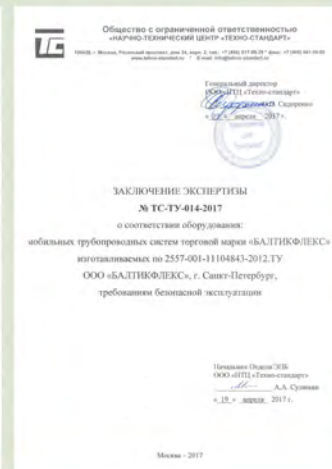 Общество с ограниченной ответственностью
«НАУЧНО-ТЕХНИЧЕСКИЙ ЦЕНТР «ТЕХНО-СТАНДАРТ»
Генеральный директор
ООО «НТЦ «Техно-стандарт»
Сидоренко
апреля 2017 г.
ЗАКЛЮЧЕНИЕ ЭКСПЕРТИЗЫ
№ ТС-ТУ-014-2017
о соответствии оборудования:
мобильных трубопроводных систем торговой марки «БАЛТИКФЛЕКС»
изготавливаемых по 2557-001-11104843-2012.ТУ
ООО «БАЛТИКФЛЕКС», г. Санкт-Петербург,
требованиям безопасной эксплуатации
Начальник Отдела ЭПБ
ООО «НТЦ «Техно-стандарт»
А.А. Сулиман
« 19 » апреля 2017 г.
Москва – 2017